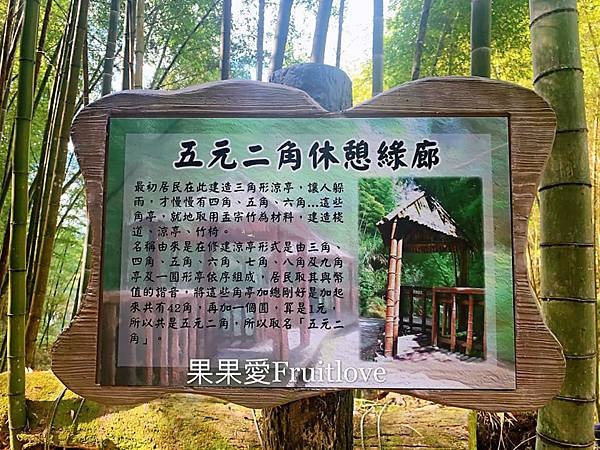 五元二角休憩綠廊
最初居民在此建造三角形涼亭，讓人躲
雨，才慢慢有四角、五角、六角...這些
角亭，就地取用孟宗竹為材料，建造棧
道、涼亭、竹椅。
名稱由來是在修建涼亭形式是由三角、
四角、五角、六角、七角、八角及九角
亭及一圓形亭依序組成，居民取其與幣
值的諧音，將這些角亭加總剛好是加起
來共有42角，再加一個圓，算是1元，
所以共是五元二角，所以取名「五元二
角」。
果果愛Fruitlove